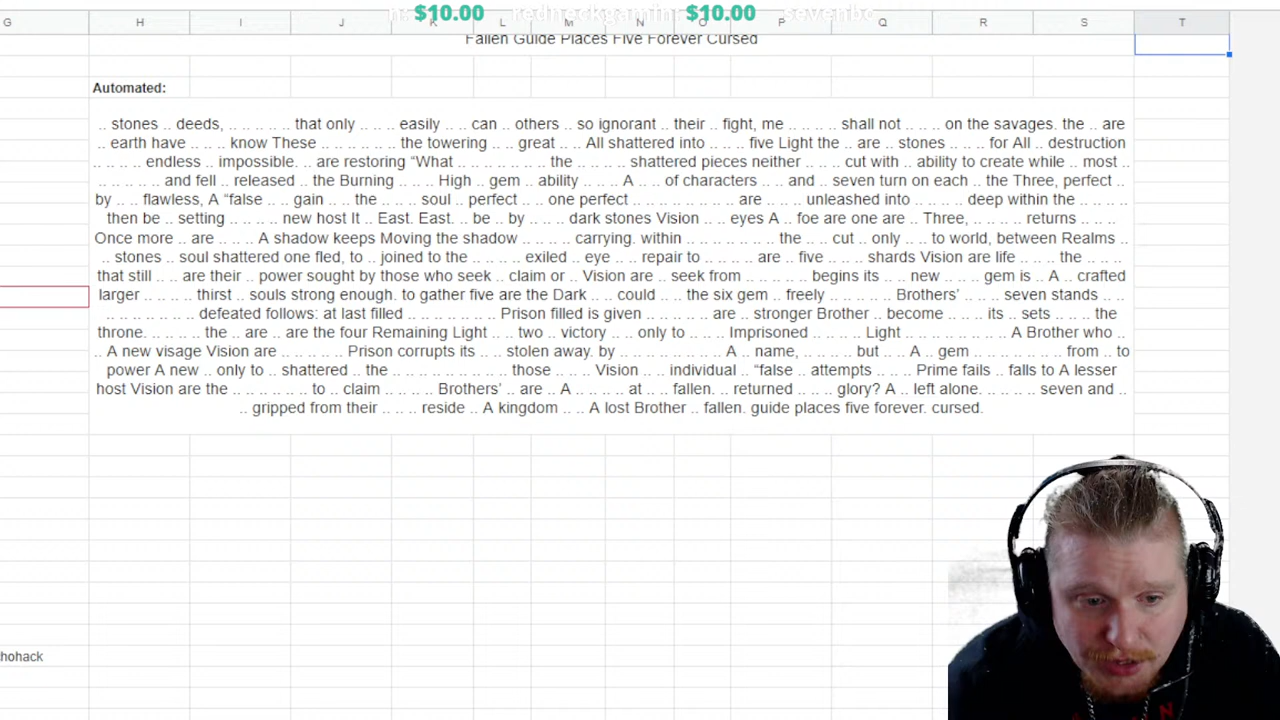 $10.00 redneckgamin: $10.00 sevenbc
G H I J K L M N O P Q R S T
Fallen Guide Places Five Forever Cursed
Automated:
.. stones .. deeds, .. .. .. .. that only .. .. .. easily .. can .. others .. so ignorant .. their .. fight, me .. .. .. shall not .. .. .. on the savages. the .. are
.. earth have .. .. .. know These .. .. .. .. .. the towering .. .. great .. .. All shattered into .. .. .. five Light the .. are .. stones .. .. .. for All .. destruction
.. .. .. .. endless .. impossible. .. are restoring “What .. .. .. .. .. .. the .. .. .. shattered pieces neither .. .. cut with .. ability to create while .. most ..
.. .. .. .. and fell .. released .. the Burning .. .. High .. gem .. ability .. .. .. A .. .. of characters .. .. and .. seven turn on each .. the Three, perfect ..
by .. .. flawless, A “false .. gain .. .. the .. .. soul .. perfect .. .. one perfect .. .. .. .. .. .. .. are .. .. unleashed into .. .. .. deep within the .. .. ..
then be .. setting .. .. .. new host It .. East. East. .. be .. by .. .. dark stones Vision .. .. eyes A .. foe are one are .. Three, .. .. .. returns .. ..
Once more .. are .. .. .. A shadow keeps Moving the shadow .. .. .. .. carrying. within .. .. .. .. .. .. the .. .. cut .. only .. .. to world, between Realms ..
.. stones .. soul shattered one fled, to .. joined to the .. .. .. .. exiled .. eye .. .. repair to .. .. .. are .. five .. .. shards Vision are life .. .. the .. ..
that still .. .. are their .. power sought by those who seek .. claim or .. Vision are .. seek from .. .. .. .. begins its .. new .. .. gem is .. A .. crafted
larger .. .. .. .. thirst .. souls strong enough. to gather five are the Dark .. .. could .. .. the six gem .. freely .. .. .. .. Brothers’ .. .. seven stands .. ..
.. .. .. .. .. .. defeated follows: at last filled .. .. .. .. .. .. Prison filled is given .. .. .. .. are .. stronger Brother .. become .. .. its .. sets .. .. the
throne. .. .. .. the .. are .. are the four Remaining Light .. .. two .. victory .. .. only to .. .. Imprisoned .. .. Light .. .. .. .. .. .. A Brother who ..
.. A new visage Vision are .. .. .. .. Prison corrupts its .. .. stolen away. by .. .. .. .. .. .. .. A .. name, .. .. .. but .. A .. gem .. .. .. .. .. from .. to
power A new .. only to .. shattered .. the .. .. .. .. .. .. those .. .. Vision .. individual .. “false .. attempts .. .. Prime fails .. falls to A lesser
host Vision are the .. .. .. .. to .. claim .. .. .. Brothers’ .. are .. A .. .. .. at .. fallen. .. returned .. .. glory? A .. left alone. .. .. .. seven and ..
.. .. gripped from their .. .. .. reside .. A kingdom .. .. A lost Brother .. fallen. guide places five forever. cursed.
hohack